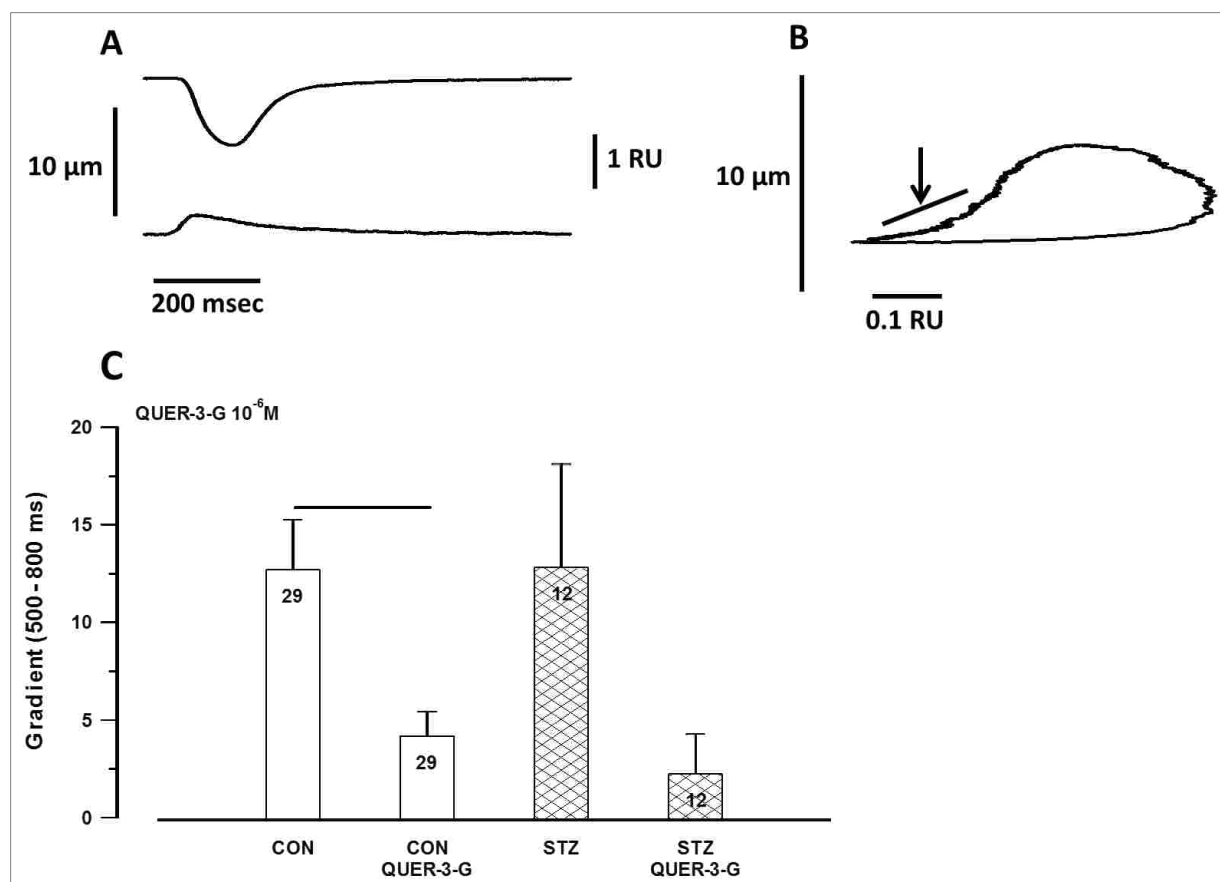 A
10 µm
1 RU
200 msec
B
10 µm
0.1 RU
C
QUER-3-G 10⁻⁶M
Gradient (500 - 800 ms)
20
15
10
5
0
29
29
12
12
CON
CON
QUER-3-G
STZ
STZ
QUER-3-G